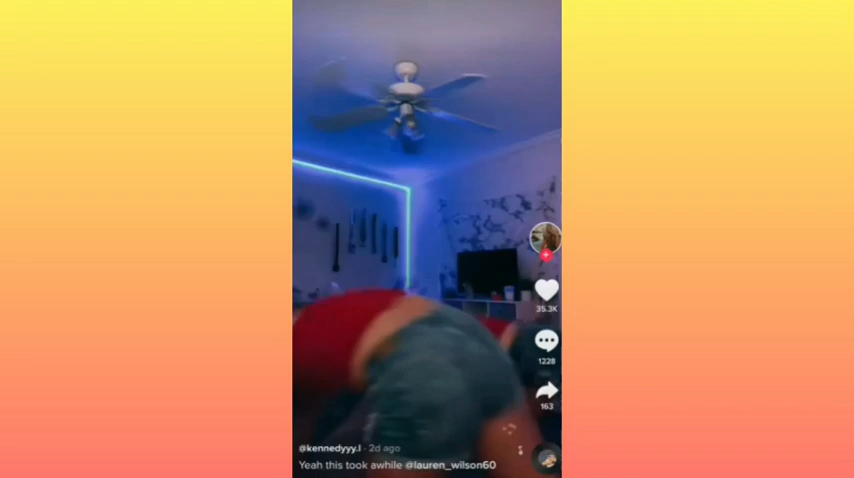 35.3K
1228
163
@kennedyyy.l · 2d ago
Yeah this took awhile @lauren_wilson60